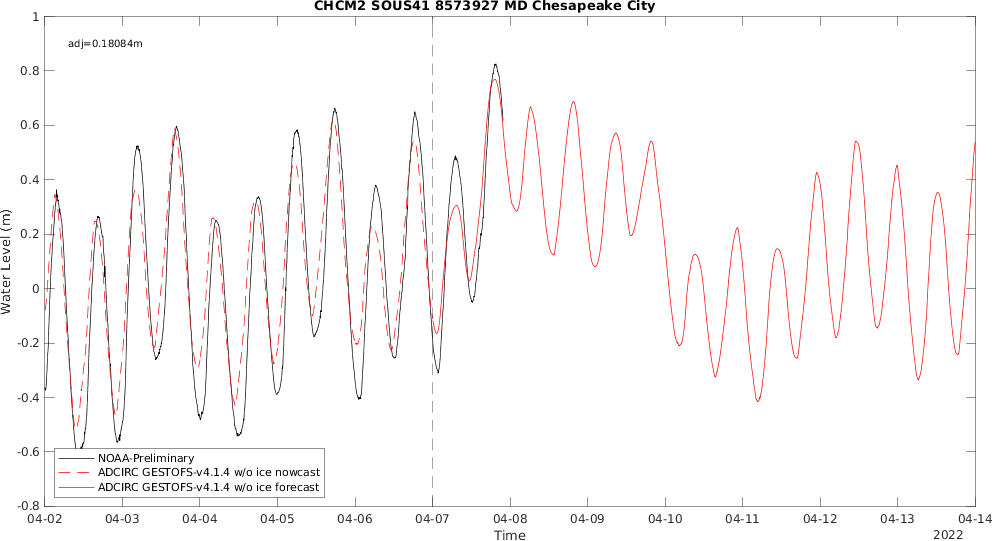 CHCM2 SOUS41 8573927 MD Chesapeake City
adj=0.18084m
1
0.8
0.6
0.4
0.2
0
-0.2
-0.4
-0.6
-0.8
Water Level (m)
NOAA-Preliminary
ADCIRC GESTOFS-v4.1.4 w/o ice nowcast
ADCIRC GESTOFS-v4.1.4 w/o ice forecast
04-02 04-03 04-04 04-05 04-06 04-07 04-08 04-09 04-10 04-11 04-12 04-13 04-14
Time
2022